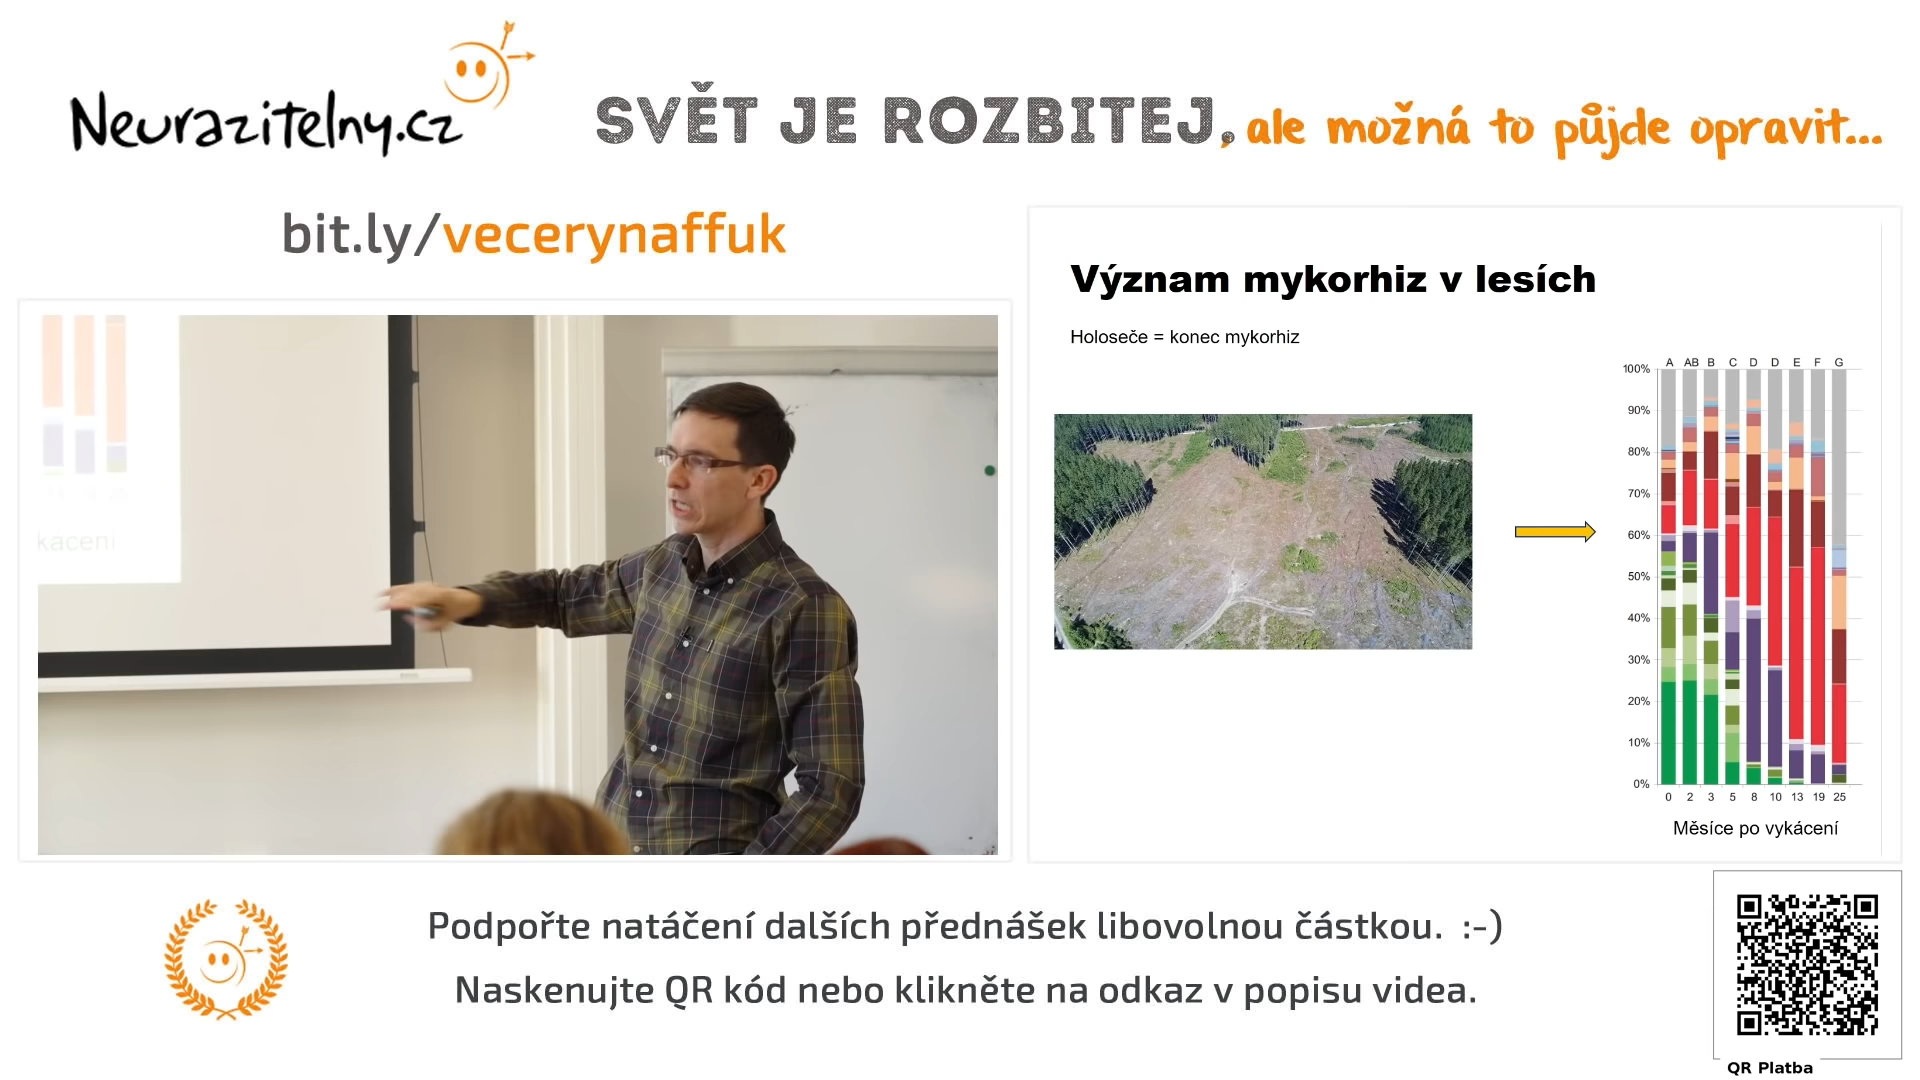 Neurazitelny.cz
SVĚT JE ROZBITEJ, ale možná to půjde opravit...
bit.ly/vecerynaffuk
kácení
Význam mykorhiz v lesích
Holoseče = konec mykorhiz
A AB B C D D E F G
100%
90%
80%
70%
60%
50%
40%
30%
20%
10%
0%
0 2 3 5 8 10 13 19 25
Měsíce po vykácení
Podpořte natáčení dalších přednášek libovolnou částkou. :-)
Naskenujte QR kód nebo klikněte na odkaz v popisu videa.
QR Platba